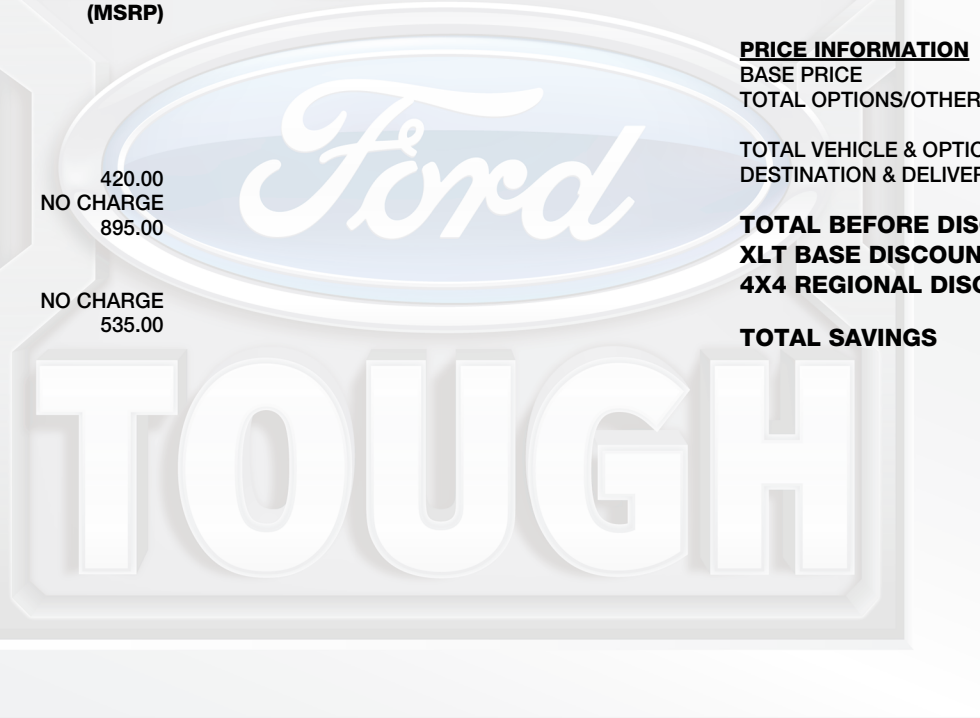 (MSRP)
420.00
NO CHARGE
895.00
NO CHARGE
535.00
PRICE INFORMATION
BASE PRICE
TOTAL OPTIONS/OTHER
TOTAL VEHICLE & OPTIO
DESTINATION & DELIVER
TOTAL BEFORE DIS
XLT BASE DISCOUN
4X4 REGIONAL DISC
TOTAL SAVINGS
Ford
TOUGH